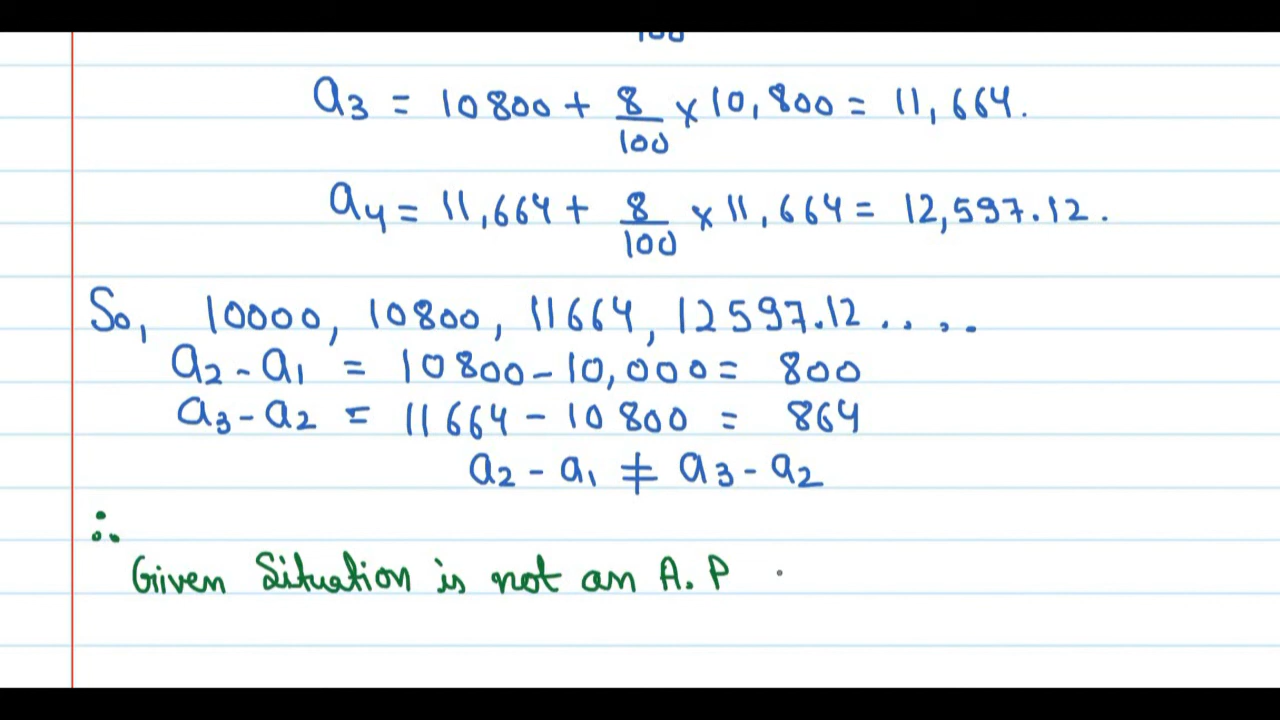 100
a3 = 10800 + 8/100 × 10,800 = 11,664.
a4 = 11,664 + 8/100 × 11,664 = 12,597.12.
So, 10000, 10800, 11664, 12597.12 ....
a2 - a1 = 10800 - 10,000 = 800
a3 - a2 = 11664 - 10800 = 864
a2 - a1 ≠ a3 - a2
∴
Given Situation is not an A.P